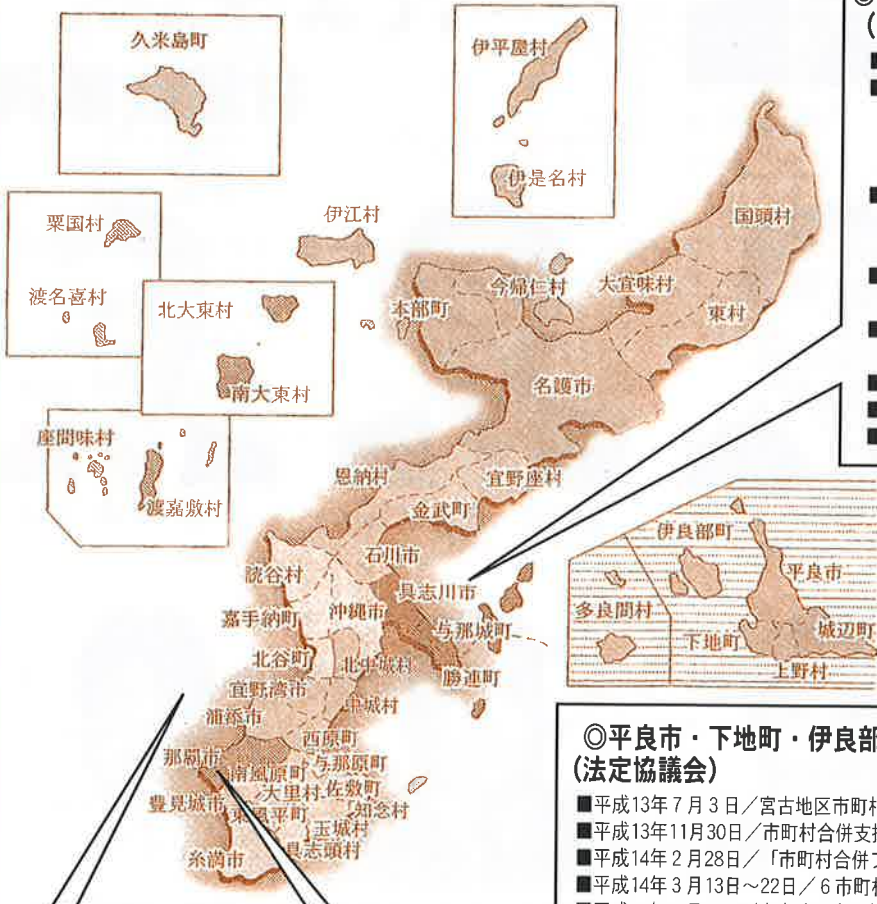 久米島町
伊平屋村
伊是名村
粟国村
渡名喜村
伊江村
北大東村
南大東村
座間味村
渡嘉敷村
国頭村
大宜味村
今帰仁村
東村
本部町
名護市
恩納村
宜野座村
金武町
石川市
読谷村
具志川市
嘉手納町
沖縄市
与那城町
北谷町
北中城村
勝連町
宜野湾市
中城村
浦添市
西原町
那覇市
南風原町
与那原町
大里村
佐敷町
豊見城市
東風平町
知念村
玉城村
糸満市
具志頭村
伊良部町
平良市
多良間村
下地町
城辺町
上野村
◎
(
■
■
■
■
■
■
■
■
◎平良市・下地町・伊良部
(法定協議会)
■平成13年7月3日/宮古地区市町村
■平成13年11月30日/市町村合併支援
■平成14年2月28日/「市町村合併
■平成14年3月13日~22日/6市町村